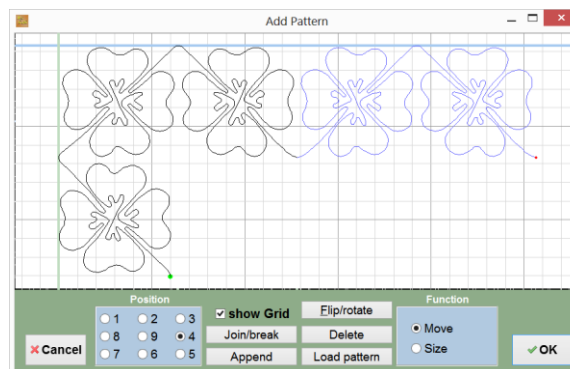 Add Pattern
Position
1 2 3
8 9 4
7 6 5
show Grid
Join/break
Append
Flip/rotate
Delete
Load pattern
Function
Move
Size
Cancel
OK